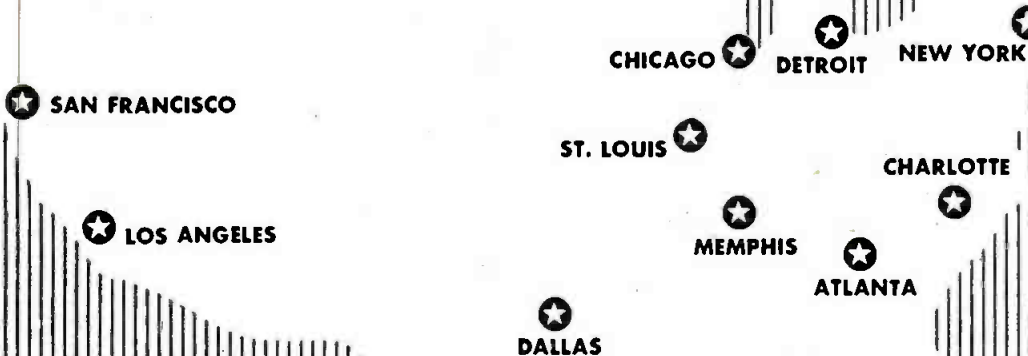 CHICAGO
DETROIT
NEW YORK
SAN FRANCISCO
ST. LOUIS
CHARLOTTE
LOS ANGELES
MEMPHIS
ATLANTA
DALLAS